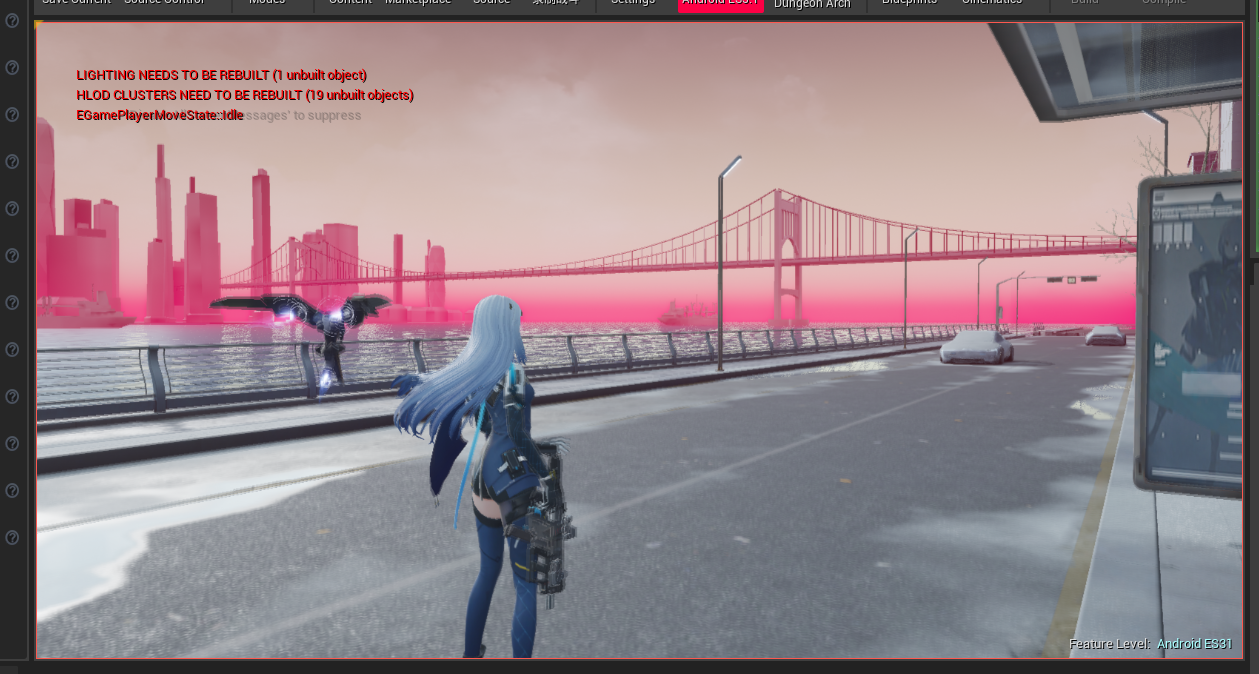 Save Current Source Control Modes Content Marketplace Source Settings Android ES3.1 Dungeon Arch Blueprints Cinematics Build Compile
LIGHTING NEEDS TO BE REBUILT (1 unbuilt object)
HLOD CLUSTERS NEED TO BE REBUILT (19 unbuilt objects)
EGamePlayerMoveState::Idle ssages' to suppress
Feature Level: Android ES31